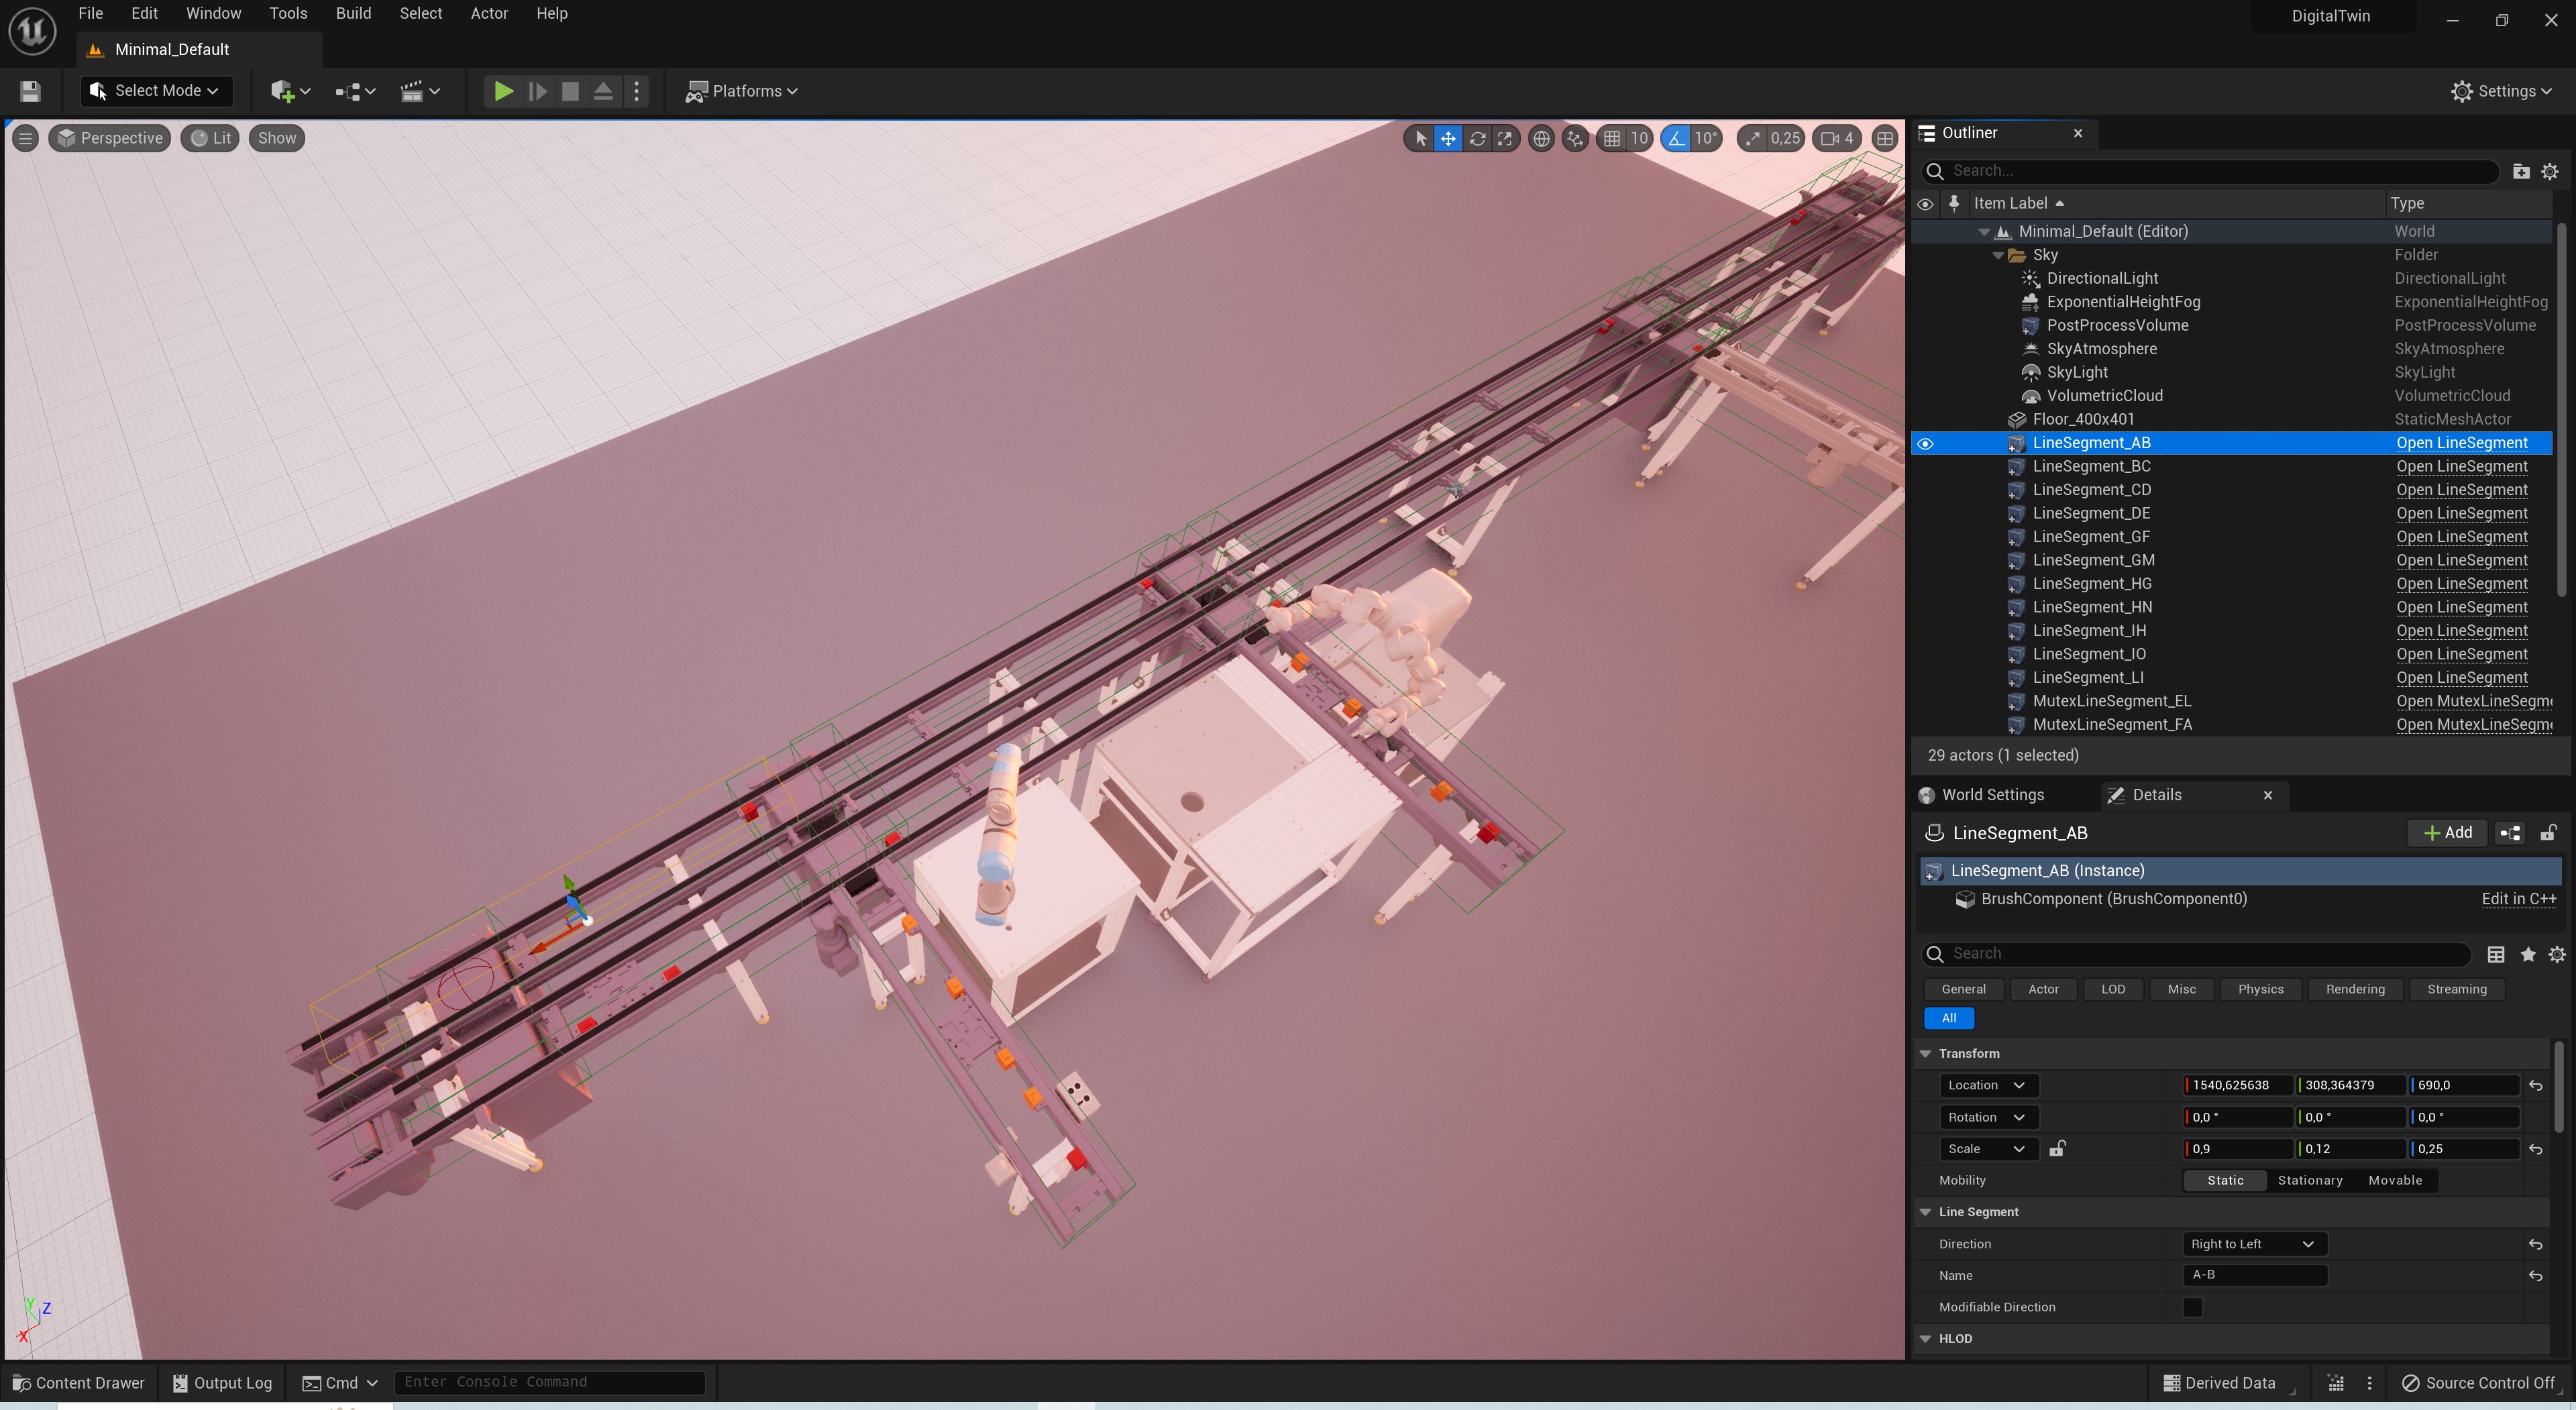 File Edit Window Tools Build Select Actor Help
DigitalTwin
Minimal_Default
Select Mode
Platforms
Settings
Perspective Lit Show
10 10° 0,25 4
Outliner
Search...
Item Label Type
Minimal_Default (Editor) World
Sky Folder
DirectionalLight DirectionalLight
ExponentialHeightFog ExponentialHeightFog
PostProcessVolume PostProcessVolume
SkyAtmosphere SkyAtmosphere
SkyLight SkyLight
VolumetricCloud VolumetricCloud
Floor_400x401 StaticMeshActor
LineSegment_AB Open LineSegment
LineSegment_BC Open LineSegment
LineSegment_CD Open LineSegment
LineSegment_DE Open LineSegment
LineSegment_GF Open LineSegment
LineSegment_GM Open LineSegment
LineSegment_HG Open LineSegment
LineSegment_HN Open LineSegment
LineSegment_IH Open LineSegment
LineSegment_IO Open LineSegment
LineSegment_LI Open LineSegment
MutexLineSegment_EL Open MutexLineSegm
MutexLineSegment_FA Open MutexLineSegm
29 actors (1 selected)
World Settings Details
LineSegment_AB
Add
LineSegment_AB (Instance)
BrushComponent (BrushComponent0) Edit in C++
Search
General Actor LOD Misc Physics Rendering Streaming
All
Transform
Location 1540,625638 308,364379 690,0
Rotation 0,0 ° 0,0 ° 0,0 °
Scale 0,9 0,12 0,25
Mobility Static Stationary Movable
Line Segment
Direction Right to Left
Name A-B
Modifiable Direction
HLOD
Y Z
X
Content Drawer Output Log Cmd Enter Console Command
Derived Data Source Control Off